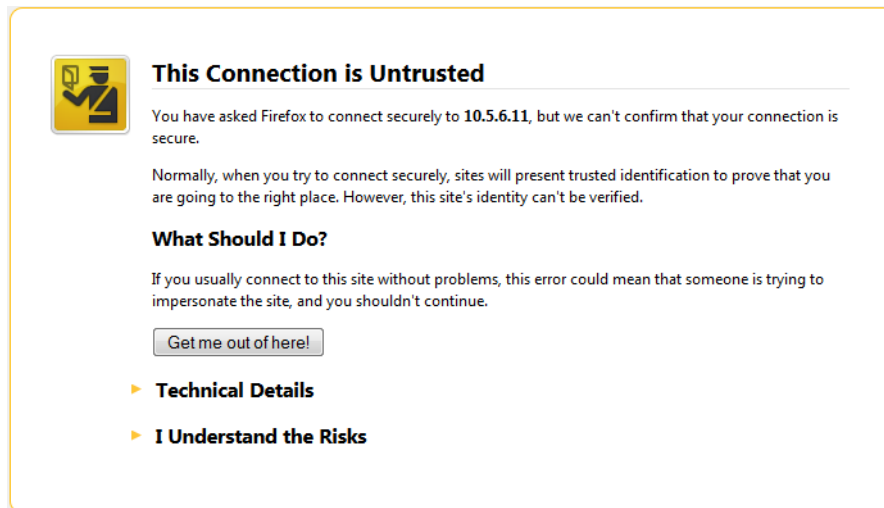 This Connection is Untrusted
You have asked Firefox to connect securely to 10.5.6.11, but we can't confirm that your connection is
secure.
Normally, when you try to connect securely, sites will present trusted identification to prove that you
are going to the right place. However, this site's identity can't be verified.
What Should I Do?
If you usually connect to this site without problems, this error could mean that someone is trying to
impersonate the site, and you shouldn't continue.
Get me out of here!
Technical Details
I Understand the Risks